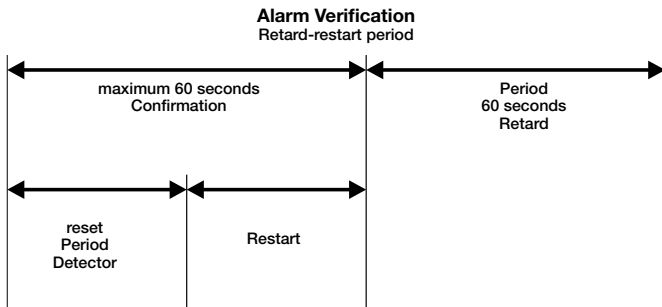 Alarm Verification
Retard-restart period
maximum 60 seconds
Confirmation
Period
60 seconds
Retard
reset
Period
Detector
Restart